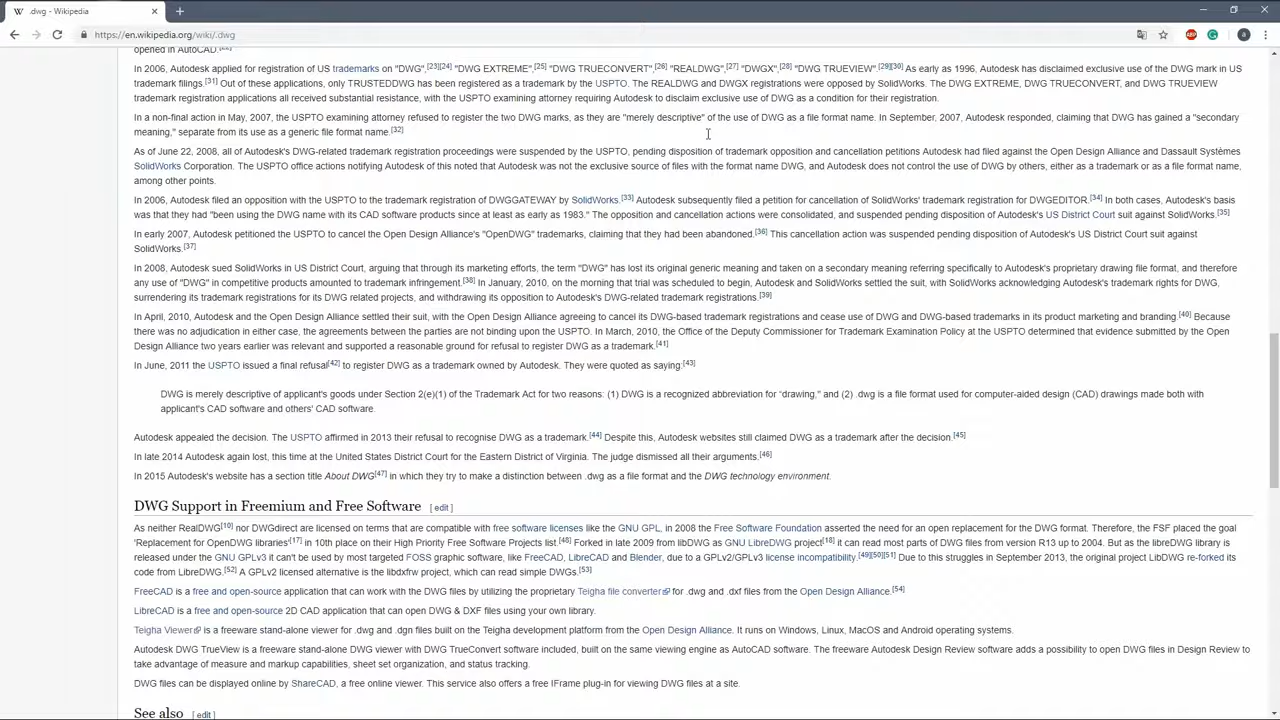 .dwg - Wikipedia
https://en.wikipedia.org/wiki/.dwg
opened in AutoCAD.[22]
In 2006, Autodesk applied for registration of US trademarks on "DWG",[23][24] "DWG EXTREME",[25] "DWG TRUECONVERT",[26] "REALDWG",[27] "DWGX",[28] "DWG TRUEVIEW".[29][30] As early as 1996, Autodesk has disclaimed exclusive use of the DWG mark in US
trademark filings.[31] Out of these applications, only TRUSTEDDWG has been registered as a trademark by the USPTO. The REALDWG and DWGX registrations were opposed by SolidWorks. The DWG EXTREME, DWG TRUECONVERT, and DWG TRUEVIEW
trademark registration applications all received substantial resistance, with the USPTO examining attorney requiring Autodesk to disclaim exclusive use of DWG as a condition for their registration.
In a non-final action in May, 2007, the USPTO examining attorney refused to register the two DWG marks, as they are "merely descriptive" of the use of DWG as a file format name. In September, 2007, Autodesk responded, claiming that DWG has gained a "secondary
meaning," separate from its use as a generic file format name.[32]
As of June 22, 2008, all of Autodesk's DWG-related trademark registration proceedings were suspended by the USPTO, pending disposition of trademark opposition and cancellation petitions Autodesk had filed against the Open Design Alliance and Dassault Systèmes
SolidWorks Corporation. The USPTO office actions notifying Autodesk of this noted that Autodesk was not the exclusive source of files with the format name DWG, and Autodesk does not control the use of DWG by others, either as a trademark or as a file format name,
among other points.
In 2006, Autodesk filed an opposition with the USPTO to the trademark registration of DWGGATEWAY by SolidWorks.[33] Autodesk subsequently filed a petition for cancellation of SolidWorks' trademark registration for DWGEDITOR.[34] In both cases, Autodesk's basis
was that they had "been using the DWG name with its CAD software products since at least as early as 1983." The opposition and cancellation actions were consolidated, and suspended pending disposition of Autodesk's US District Court suit against SolidWorks.[35]
In early 2007, Autodesk petitioned the USPTO to cancel the Open Design Alliance's "OpenDWG" trademarks, claiming that they had been abandoned.[36] This cancellation action was suspended pending disposition of Autodesk's US District Court suit against
SolidWorks.[37]
In 2008, Autodesk sued SolidWorks in US District Court, arguing that through its marketing efforts, the term "DWG" has lost its original generic meaning and taken on a secondary meaning referring specifically to Autodesk's proprietary drawing file format, and therefore
any use of "DWG" in competitive products amounted to trademark infringement.[38] In January, 2010, on the morning that trial was scheduled to begin, Autodesk and SolidWorks settled the suit, with SolidWorks acknowledging Autodesk's trademark rights for DWG,
surrendering its trademark registrations for its DWG related projects, and withdrawing its opposition to Autodesk's DWG-related trademark registrations.[39]
In April, 2010, Autodesk and the Open Design Alliance settled their suit, with the Open Design Alliance agreeing to cancel its DWG-based trademark registrations and cease use of DWG and DWG-based trademarks in its product marketing and branding.[40] Because
there was no adjudication in either case, the agreements between the parties are not binding upon the USPTO. In March, 2010, the Office of the Deputy Commissioner for Trademark Examination Policy at the USPTO determined that evidence submitted by the Open
Design Alliance two years earlier was relevant and supported a reasonable ground for refusal to register DWG as a trademark.[41]
In June, 2011 the USPTO issued a final refusal[42] to register DWG as a trademark owned by Autodesk. They were quoted as saying:[43]
DWG is merely descriptive of applicant's goods under Section 2(e)(1) of the Trademark Act for two reasons: (1) DWG is a recognized abbreviation for “drawing,” and (2) .dwg is a file format used for computer-aided design (CAD) drawings made both with
applicant's CAD software and others' CAD software.
Autodesk appealed the decision. The USPTO affirmed in 2013 their refusal to recognise DWG as a trademark.[44] Despite this, Autodesk websites still claimed DWG as a trademark after the decision.[45]
In late 2014 Autodesk again lost, this time at the United States District Court for the Eastern District of Virginia. The judge dismissed all their arguments.[46]
In 2015 Autodesk's website has a section title About DWG[47] in which they try to make a distinction between .dwg as a file format and the DWG technology environment.
DWG Support in Freemium and Free Software [ edit ]
As neither RealDWG[10] nor DWGdirect are licensed on terms that are compatible with free software licenses like the GNU GPL, in 2008 the Free Software Foundation asserted the need for an open replacement for the DWG format. Therefore, the FSF placed the goal
'Replacement for OpenDWG libraries'[17] in 10th place on their High Priority Free Software Projects list.[48] Forked in late 2009 from libDWG as GNU LibreDWG project[18] it can read most parts of DWG files from version R13 up to 2004. But as the libreDWG library is
released under the GNU GPLv3 it can't be used by most targeted FOSS graphic software, like FreeCAD, LibreCAD and Blender, due to a GPLv2/GPLv3 license incompatibility.[49][50][51] Due to this struggles in September 2013, the original project LibDWG re-forked its
code from LibreDWG.[52] A GPLv2 licensed alternative is the libdxfrw project, which can read simple DWGs.[53]
FreeCAD is a free and open-source application that can work with the DWG files by utilizing the proprietary Teigha file converter for .dwg and .dxf files from the Open Design Alliance.[54]
LibreCAD is a free and open-source 2D CAD application that can open DWG & DXF files using your own library.
Teigha Viewer is a freeware stand-alone viewer for .dwg and .dgn files built on the Teigha development platform from the Open Design Alliance. It runs on Windows, Linux, MacOS and Android operating systems.
Autodesk DWG TrueView is a freeware stand-alone DWG viewer with DWG TrueConvert software included, built on the same viewing engine as AutoCAD software. The freeware Autodesk Design Review software adds a possibility to open DWG files in Design Review to
take advantage of measure and markup capabilities, sheet set organization, and status tracking.
DWG files can be displayed online by ShareCAD, a free online viewer. This service also offers a free IFrame plug-in for viewing DWG files at a site.
See also [ edit ]